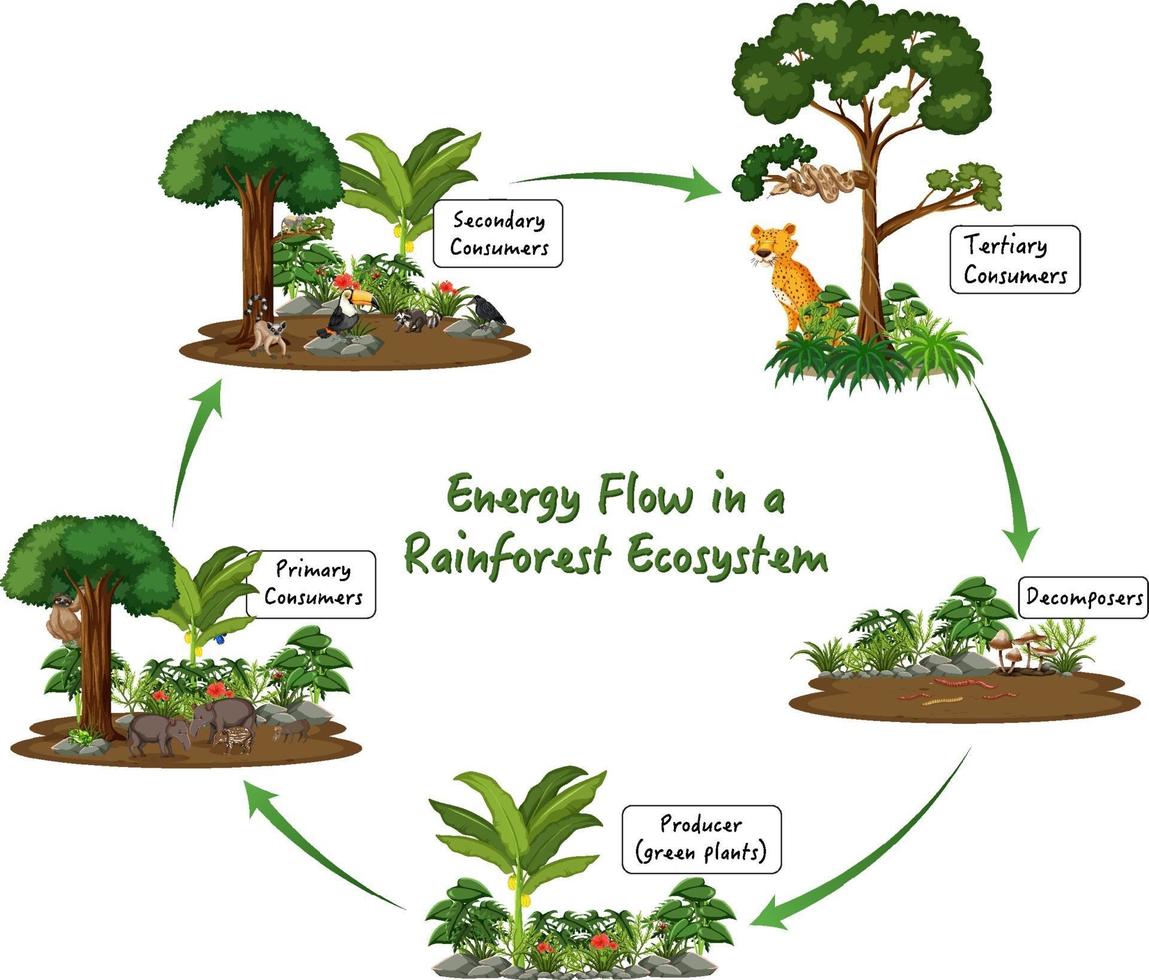 Secondary
Consumers
Tertiary
Consumers
Energy Flow in a
Rainforest Ecosystem
Primary
Consumers
Decomposers
Producer
(green plants)